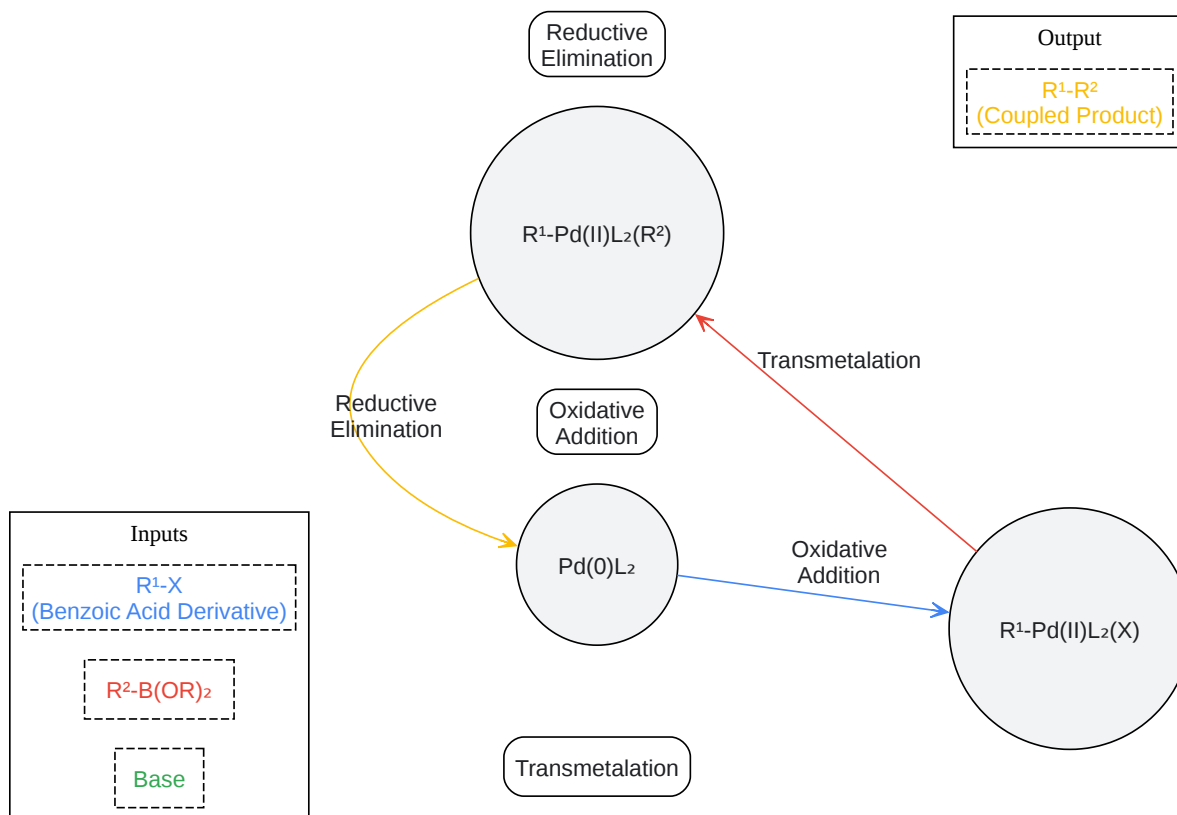 Reductive
Elimination
Output
R¹-R²
(Coupled Product)
R¹-Pd(II)L₂(R²)
Transmetalation
Reductive
Elimination
Oxidative
Addition
Inputs
R¹-X
(Benzoic Acid Derivative)
R²-B(OR)₂
Base
Pd(0)L₂
Oxidative
Addition
R¹-Pd(II)L₂(X)
Transmetalation